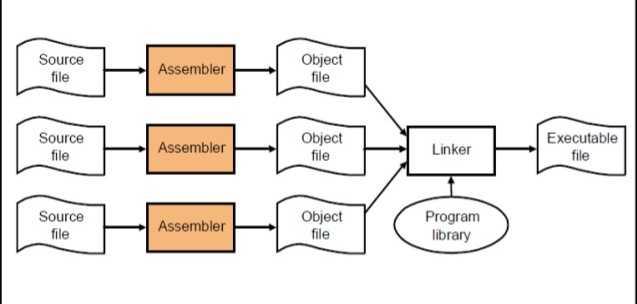 Source
file
Assembler
Object
file
Source
file
Assembler
Object
file
Linker
Executable
file
Source
file
Assembler
Object
file
Program
library